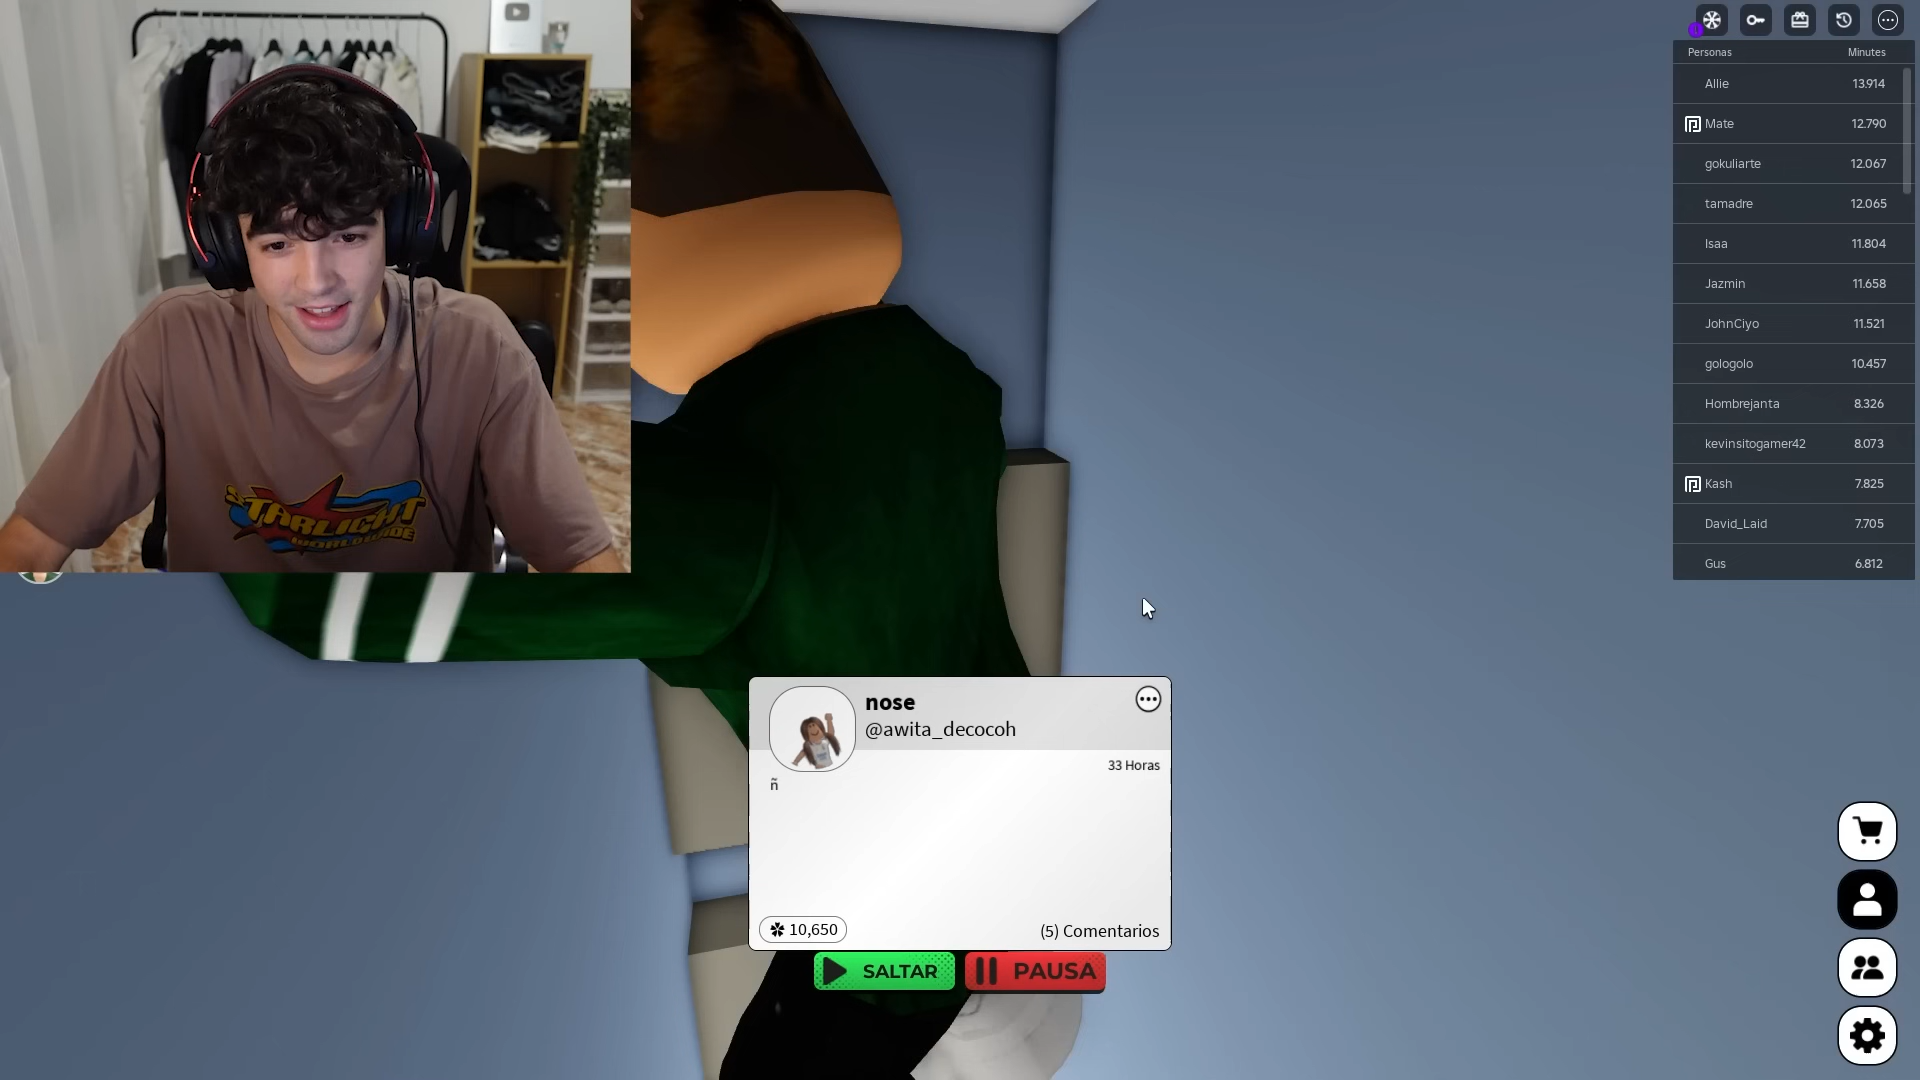 Personas Minutes
Allie 13.914
Mate 12.790
gokuliarte 12.067
tamadre 12.065
Isaa 11.804
Jazmin 11.658
JohnCiyo 11.521
gologolo 10.457
Hombrejanta 8.326
kevinsitogamer42 8.073
Kash 7.825
David_Laid 7.705
Gus 6.812
STARLIGHT
WORLDWIDE
nose
@awita_decocoh
33 Horas
ñ
10,650
(5) Comentarios
SALTAR
PAUSA